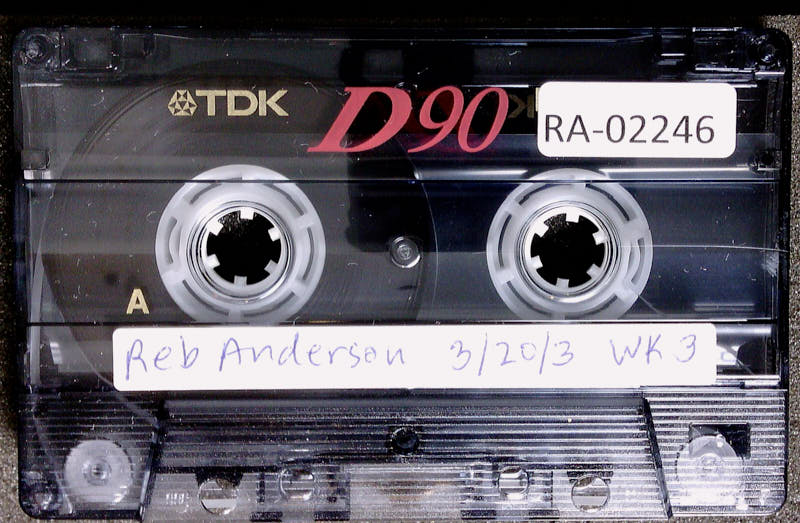 TDK D90 RA-02246
A
Reb Anderson 3/20/3 WK 3